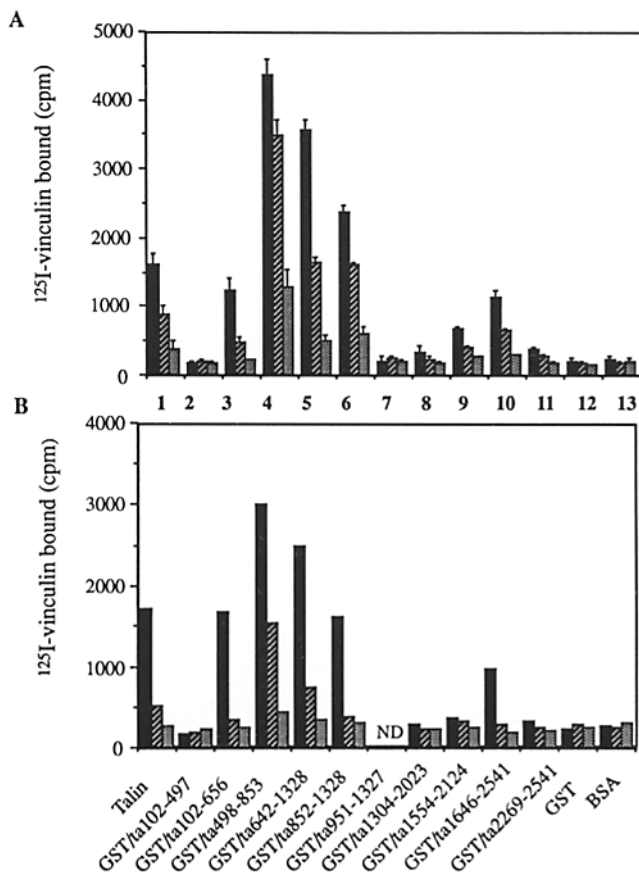 A
5000
4000
3000
2000
1000
0
¹²⁵I-vinculin bound (cpm)
1 2 3 4 5 6 7 8 9 10 11 12 13
B
4000
3000
2000
1000
0
¹²⁵I-vinculin bound (cpm)
ND
Talin
GST/ta102-497
GST/ta102-656
GST/ta498-853
GST/ta642-1328
GST/ta852-1328
GST/ta951-1327
GST/ta1304-2023
GST/ta1554-2124
GST/ta1646-2541
GST/ta2269-2541
GST
BSA